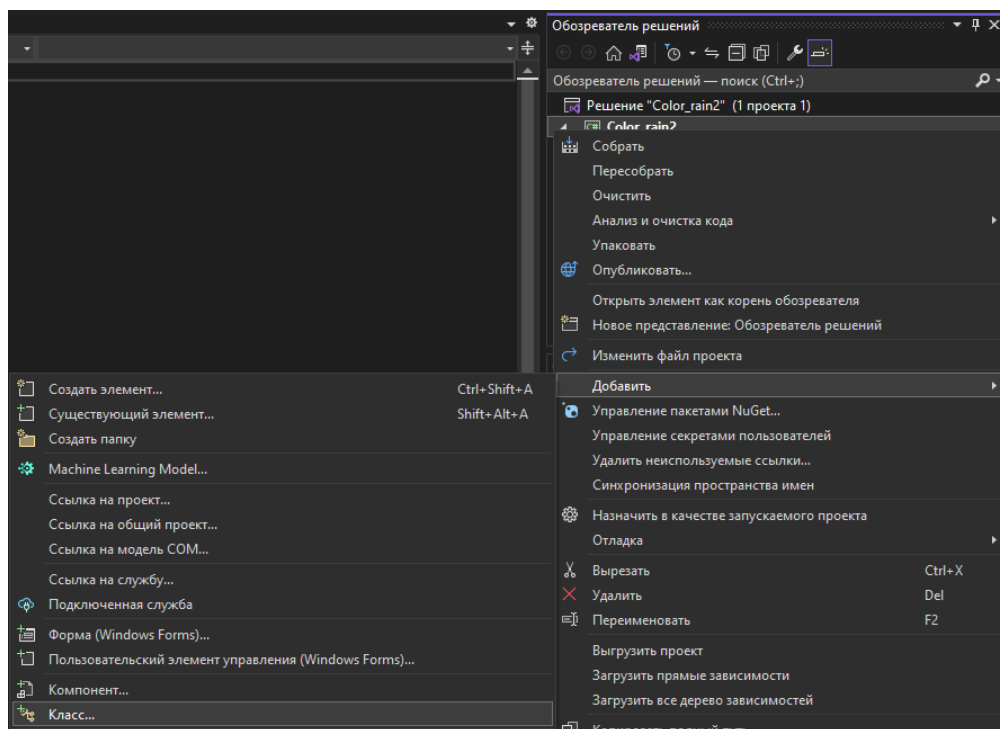 Обозреватель решений
Обозреватель решений — поиск (Ctrl+;)
Решение "Color_rain2" (1 проекта 1)
C# Color_rain2
Собрать
Пересобрать
Очистить
Анализ и очистка кода
Упаковать
Опубликовать...
Открыть элемент как корень обозревателя
Новое представление: Обозреватель решений
Изменить файл проекта
Добавить
Управление пакетами NuGet...
Управление секретами пользователей
Удалить неиспользуемые ссылки...
Синхронизация пространства имен
Назначить в качестве запускаемого проекта
Отладка
Вырезать Ctrl+X
Удалить Del
Переименовать F2
Выгрузить проект
Загрузить прямые зависимости
Загрузить все дерево зависимостей
Создать элемент... Ctrl+Shift+A
Существующий элемент... Shift+Alt+A
Создать папку
Machine Learning Model...
Ссылка на проект...
Ссылка на общий проект...
Ссылка на модель COM...
Ссылка на службу...
Подключенная служба
Форма (Windows Forms)...
Пользовательский элемент управления (Windows Forms)...
Компонент...
Класс...